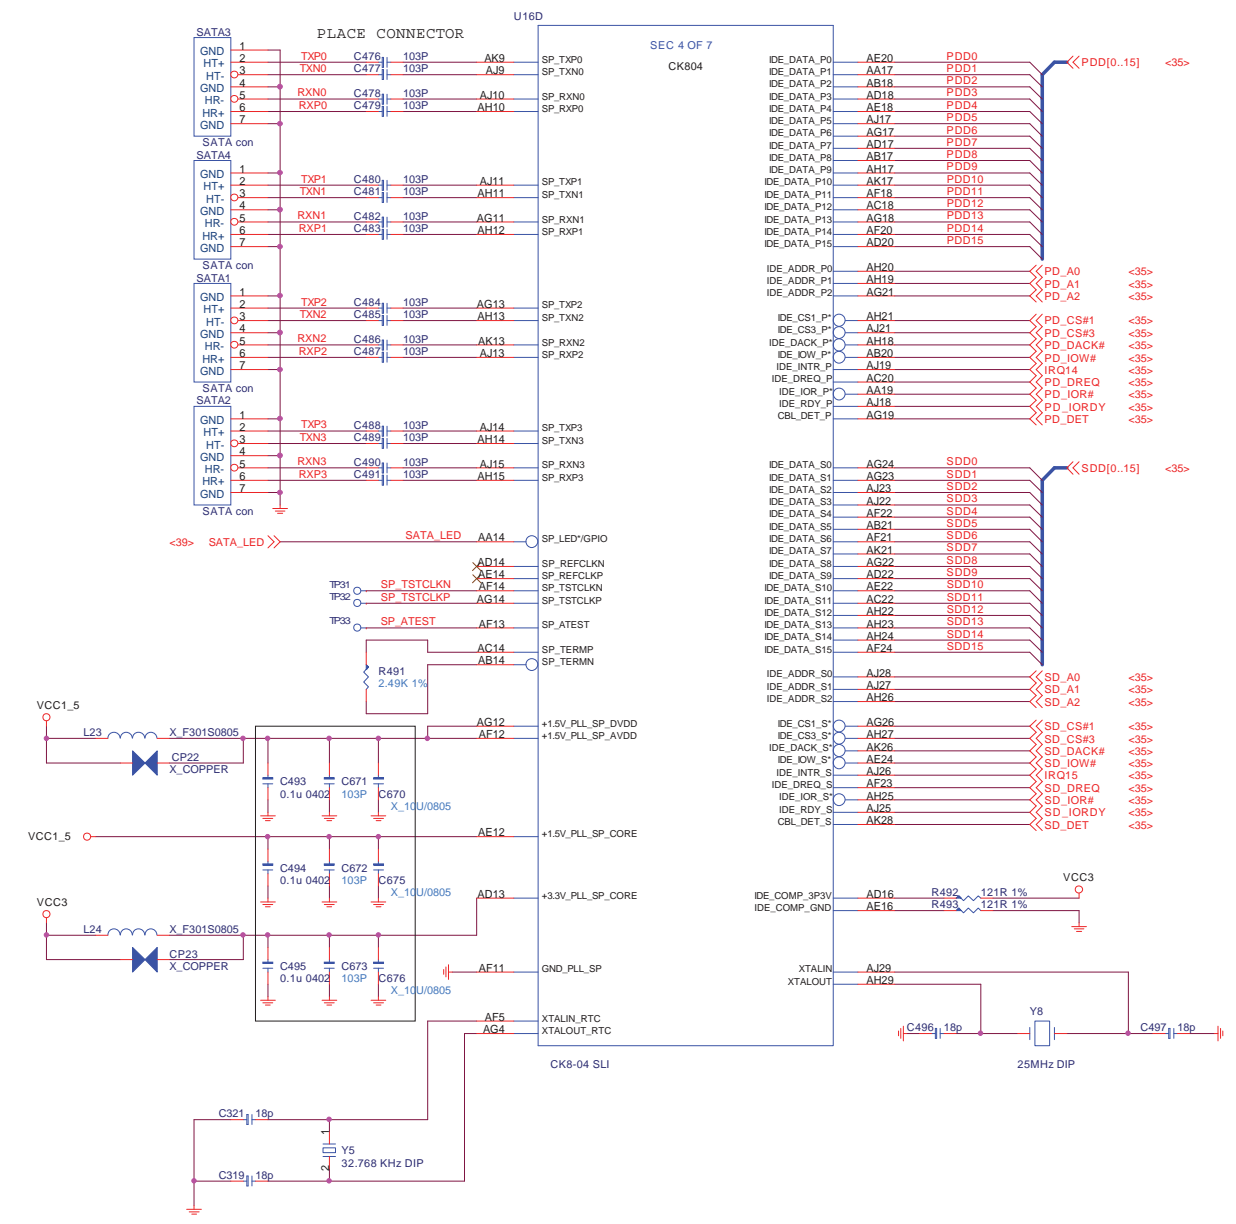 U16D
SATA3
PLACE CONNECTOR
SEC 4 OF 7
CK804
GND 1
HT+ 2 TXP0 C476 103P AK9 SP_TXP0
HT- 3 TXN0 C477 103P AJ9 SP_TXN0
GND 4
HR- 5 RXN0 C478 103P AJ10 SP_RXN0
HR+ 6 RXP0 C479 103P AH10 SP_RXP0
GND 7
SATA con
SATA4
GND 1
HT+ 2 TXP1 C480 103P AJ11 SP_TXP1
HT- 3 TXN1 C481 103P AH11 SP_TXN1
GND 4
HR- 5 RXN1 C482 103P AG11 SP_RXN1
HR+ 6 RXP1 C483 103P AH12 SP_RXP1
GND 7
SATA con
SATA1
GND 1
HT+ 2 TXP2 C484 103P AG13 SP_TXP2
HT- 3 TXN2 C485 103P AH13 SP_TXN2
GND 4
HR- 5 RXN2 C486 103P AK13 SP_RXN2
HR+ 6 RXP2 C487 103P AJ13 SP_RXP2
GND 7
SATA con
SATA2
GND 1
HT+ 2 TXP3 C488 103P AJ14 SP_TXP3
HT- 3 TXN3 C489 103P AH14 SP_TXN3
GND 4
HR- 5 RXN3 C490 103P AJ15 SP_RXN3
HR+ 6 RXP3 C491 103P AH15 SP_RXP3
GND 7
SATA con
<39> SATA_LED SATA_LED AA14 SP_LED*/GPIO
AD14 SP_REFCLKN
AE14 SP_REFCLKP
TP31 SP_TSTCLKN AF14 SP_TSTCLKN
TP32 SP_TSTCLKP AG14 SP_TSTCLKP
TP33 SP_ATEST AF13 SP_ATEST
AC14 SP_TERMP
AB14 SP_TERMN
R491
2.49K 1%
VCC1_5
AG12 +1.5V_PLL_SP_DVDD
L23 X_F301S0805 AF12 +1.5V_PLL_SP_AVDD
CP22
X_COPPER
C493 C671
0.1u 0402 103P C670
X_10U/0805
VCC1_5 AE12 +1.5V_PLL_SP_CORE
C494 C672
0.1u 0402 103P C675
X_10U/0805
AD13 +3.3V_PLL_SP_CORE
VCC3
L24 X_F301S0805
CP23
X_COPPER
C495 C673
0.1u 0402 103P C676
X_10U/0805
AF11 GND_PLL_SP
AF5 XTALIN_RTC
AG4 XTALOUT_RTC
CK8-04 SLI
C321 18p
1
Y5
32.768 KHz DIP
2
C319 18p
IDE_DATA_P0 AE20 PDD0 PDD[0..15] <35>
IDE_DATA_P1 AA17 PDD1
IDE_DATA_P2 AB18 PDD2
IDE_DATA_P3 AD18 PDD3
IDE_DATA_P4 AE18 PDD4
IDE_DATA_P5 AJ17 PDD5
IDE_DATA_P6 AG17 PDD6
IDE_DATA_P7 AD17 PDD7
IDE_DATA_P8 AB17 PDD8
IDE_DATA_P9 AH17 PDD9
IDE_DATA_P10 AK17 PDD10
IDE_DATA_P11 AF18 PDD11
IDE_DATA_P12 AC18 PDD12
IDE_DATA_P13 AG18 PDD13
IDE_DATA_P14 AF20 PDD14
IDE_DATA_P15 AD20 PDD15
IDE_ADDR_P0 AH20 PD_A0 <35>
IDE_ADDR_P1 AH19 PD_A1 <35>
IDE_ADDR_P2 AG21 PD_A2 <35>
IDE_CS1_P* AH21 PD_CS#1 <35>
IDE_CS3_P* AJ21 PD_CS#3 <35>
IDE_DACK_P* AH18 PD_DACK# <35>
IDE_IOW_P* AB20 PD_IOW# <35>
IDE_INTR_P AJ19 IRQ14 <35>
IDE_DREQ_P AC20 PD_DREQ <35>
IDE_IOR_P* AA19 PD_IOR# <35>
IDE_RDY_P AJ18 PD_IORDY <35>
CBL_DET_P AG19 PD_DET <35>
IDE_DATA_S0 AG24 SDD0 SDD[0..15] <35>
IDE_DATA_S1 AG23 SDD1
IDE_DATA_S2 AJ23 SDD2
IDE_DATA_S3 AJ22 SDD3
IDE_DATA_S4 AF22 SDD4
IDE_DATA_S5 AB21 SDD5
IDE_DATA_S6 AF21 SDD6
IDE_DATA_S7 AK21 SDD7
IDE_DATA_S8 AG22 SDD8
IDE_DATA_S9 AD22 SDD9
IDE_DATA_S10 AE22 SDD10
IDE_DATA_S11 AC22 SDD11
IDE_DATA_S12 AH22 SDD12
IDE_DATA_S13 AH23 SDD13
IDE_DATA_S14 AH24 SDD14
IDE_DATA_S15 AF24 SDD15
IDE_ADDR_S0 AJ28 SD_A0 <35>
IDE_ADDR_S1 AJ27 SD_A1 <35>
IDE_ADDR_S2 AH26 SD_A2 <35>
IDE_CS1_S* AG26 SD_CS#1 <35>
IDE_CS3_S* AH27 SD_CS#3 <35>
IDE_DACK_S* AK26 SD_DACK# <35>
IDE_IOW_S* AE24 SD_IOW# <35>
IDE_INTR_S AJ26 IRQ15 <35>
IDE_DREQ_S AF23 SD_DREQ <35>
IDE_IOR_S* AH25 SD_IOR# <35>
IDE_RDY_S AJ25 SD_IORDY <35>
CBL_DET_S AK28 SD_DET <35>
VCC3
IDE_COMP_3P3V AD16 R492 121R 1%
IDE_COMP_GND AE16 R493 121R 1%
XTALIN AJ29
XTALOUT AH29
Y8
C496 18p C497 18p
25MHz DIP